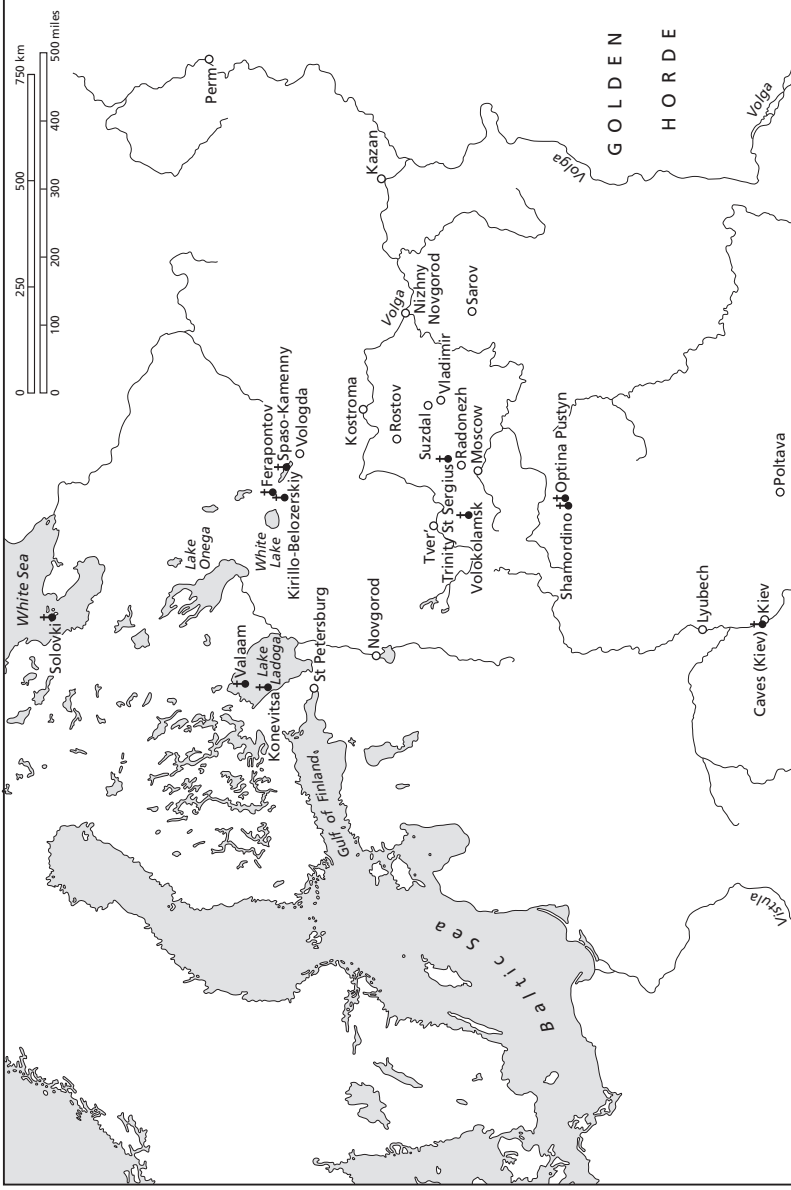 0 250 500 750 km
0 100 200 300 400 500 miles
White Sea
Solovki
Lake
Onega
Ferapontov
Spaso-Kamenny
White
Lake
Kirillo-Belozerskiy
Vologda
Perm
Valaam
Lake
Ladoga
Konevitsa
St Petersburg
Gulf of Finland
Novgorod
Kostroma
Rostov
Volga
Nizhny
Novgorod
Kazan
Tver’
Trinity St Sergius
Suzdal
Vladimir
Radonezh
Moscow
Volokolamsk
Sarov
Baltic Sea
Shamordino
Optina Pustyn
Volga
GOLDEN
HORDE
Volga
Lyubech
Caves (Kiev)
Kiev
Poltava
Vistula